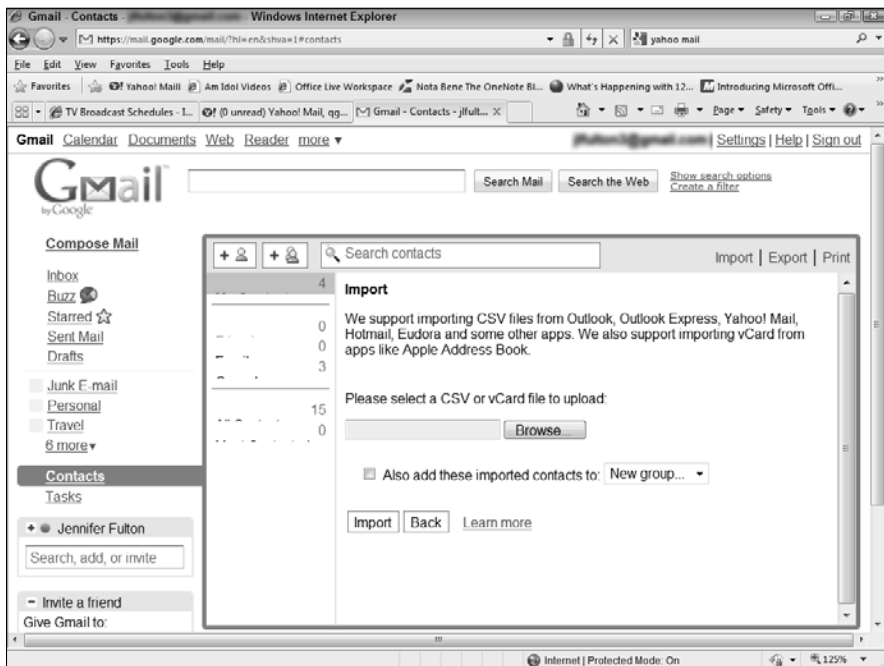 Gmail - Contacts - - Windows Internet Explorer
https://mail.google.com/mail/?hl=en&shva=1#contacts
yahoo mail
File Edit View Favorites Tools Help
Favorites Yahoo! Maill Am Idol Videos Office Live Workspace Nota Bene The OneNote Bl... What's Happening with 12... Introducing Microsoft Offi...
TV Broadcast Schedules - I... (0 unread) Yahoo! Mail, qg... Gmail - Contacts - jlfult... X Page Safety Tools
Gmail Calendar Documents Web Reader more ▼
| Settings | Help | Sign out
Gmail
by Google
Search Mail
Search the Web
Show search options
Create a filter
Compose Mail
Inbox
Buzz
Starred
Sent Mail
Drafts
Junk E-mail
Personal
Travel
6 more▼
Contacts
Tasks
+ Jennifer Fulton
Search, add, or invite
– Invite a friend
Give Gmail to:
+ +
Search contacts
Import | Export | Print
4
0
0
3
15
0
Import
We support importing CSV files from Outlook, Outlook Express, Yahoo! Mail,
Hotmail, Eudora and some other apps. We also support importing vCard from
apps like Apple Address Book.
Please select a CSV or vCard file to upload:
Browse...
Also add these imported contacts to: New group...
Import Back Learn more
Internet | Protected Mode: On
125%